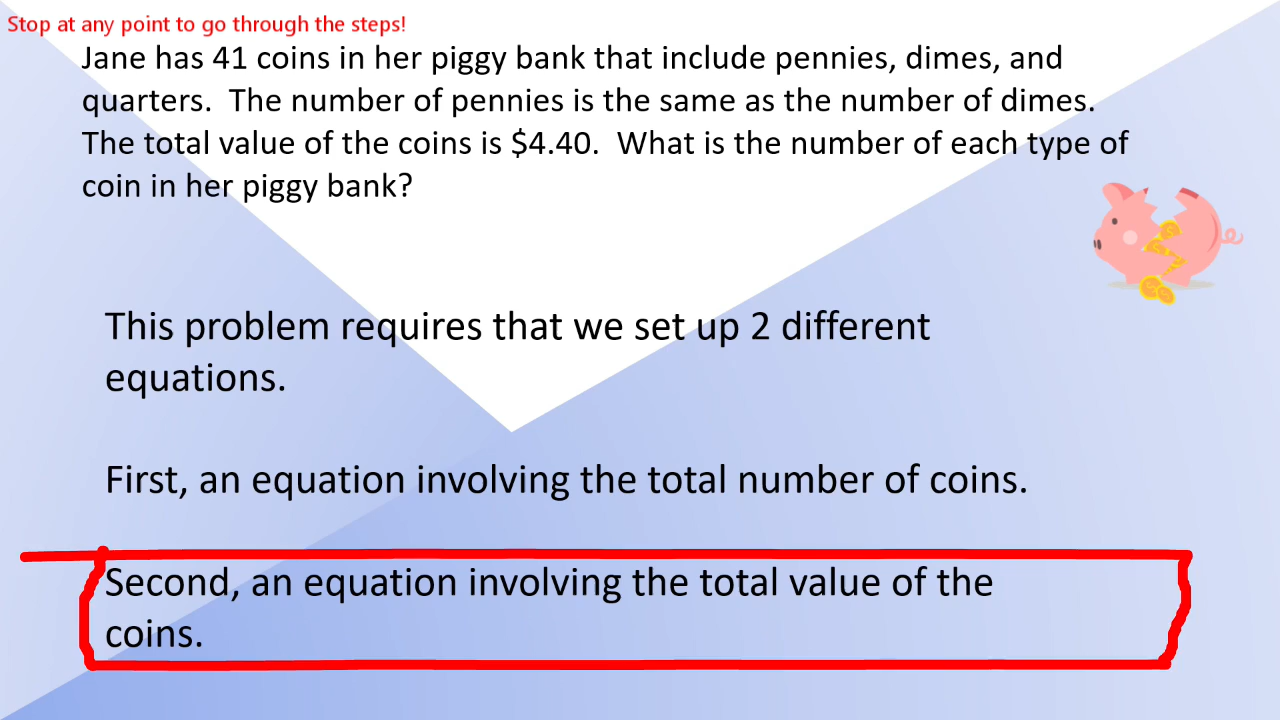 Stop at any point to go through the steps!
Jane has 41 coins in her piggy bank that include pennies, dimes, and
quarters.  The number of pennies is the same as the number of dimes.
The total value of the coins is $4.40.  What is the number of each type of
coin in her piggy bank?
This problem requires that we set up 2 different
equations.
First, an equation involving the total number of coins.
Second, an equation involving the total value of the
coins.